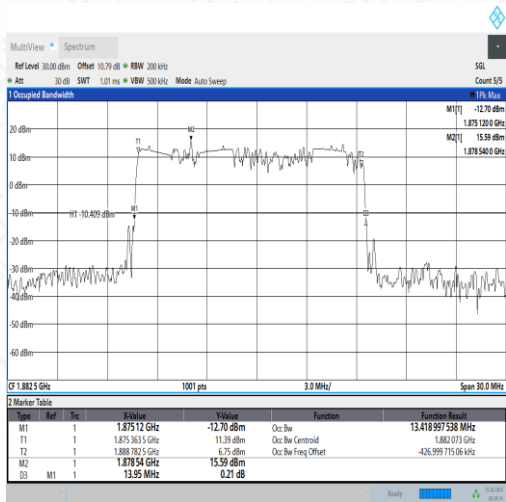 MultiView Spectrum
Ref Level 30.00 dBm Offset 10.79 dB RBW 200 kHz SGL
Att 30 dB SWT 1.01 ms VBW 500 kHz Mode Auto Sweep Count 5/5
1 Occupied Bandwidth 1Pk Max
M1[1] -12.70 dBm
1.875 120 0 GHz
M2[1] 15.59 dBm
1.878 540 0 GHz
20 dBm
10 dBm
0 dBm
-10 dBm
-20 dBm
-30 dBm
-40 dBm
-50 dBm
-60 dBm
T1
M2
T2
H1 -10.409 dBm
M1
D3
CF 1.882 5 GHz 1001 pts 3.0 MHz/ Span 30.0 MHz
2 Marker Table
Type Ref Trc X-Value Y-Value Function Function Result
M1 1 1.875 12 GHz -12.70 dBm Occ Bw 13.418 997 538 MHz
T1 1 1.875 363 5 GHz 11.39 dBm Occ Bw Centroid 1.882 073 GHz
T2 1 1.888 782 5 GHz 6.75 dBm Occ Bw Freq Offset -426.999 715 06 kHz
M2 1 1.878 54 GHz 15.59 dBm
D3 M1 1 13.95 MHz 0.21 dB
Ready